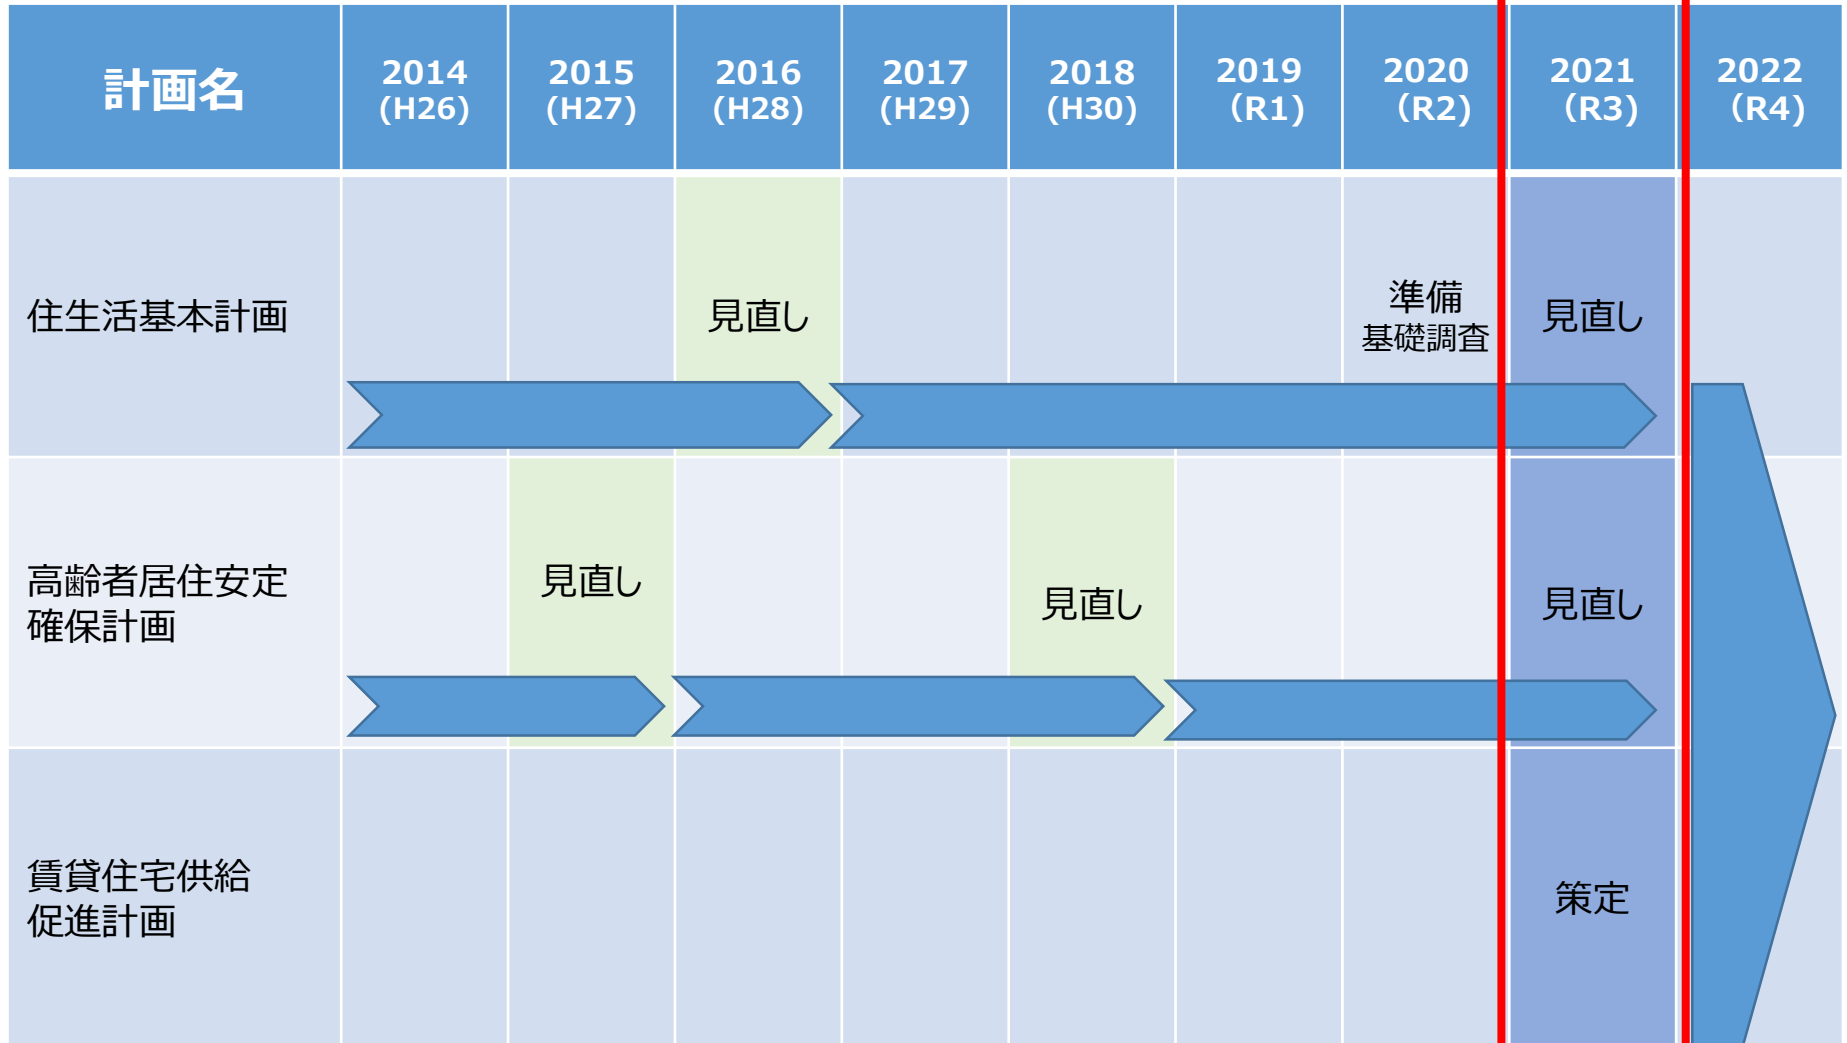 計画名
2014
(H26)
2015
(H27)
2016
(H28)
2017
(H29)
2018
(H30)
2019
（R1）
2020
（R2）
2021
（R3）
2022
（R4）
住生活基本計画
見直し
準備
基礎調査
見直し
高齢者居住安定
確保計画
見直し
見直し
見直し
賃貸住宅供給
促進計画
策定